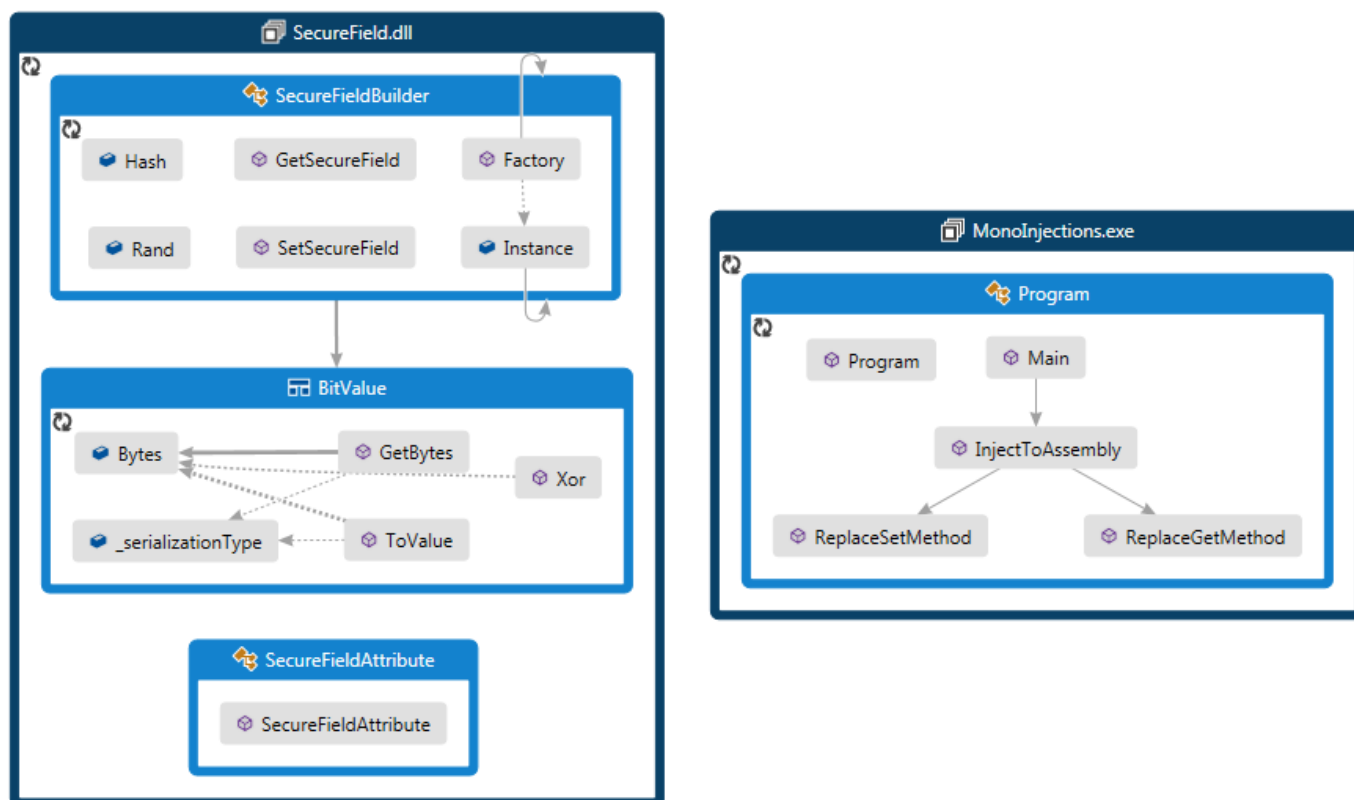 SecureField.dll
SecureFieldBuilder
Hash
GetSecureField
Factory
Rand
SetSecureField
Instance
BitValue
Bytes
GetBytes
Xor
_serializationType
ToValue
SecureFieldAttribute
SecureFieldAttribute
MonoInjections.exe
Program
Program
Main
InjectToAssembly
ReplaceSetMethod
ReplaceGetMethod